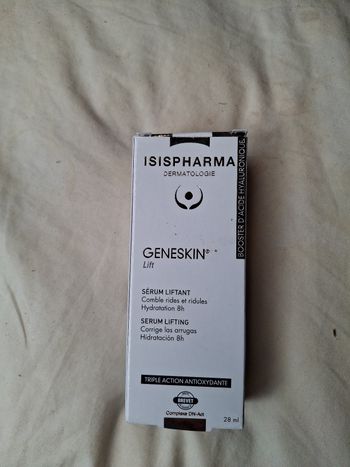 ISISPHARMA
DERMATOLOGIE
GENESKIN®
Lift
SÉRUM LIFTANT
Comble rides et ridules
Hydratation 8h
SERUM LIFTING
Corrige las arrugas
Hidratación 8h
TRIPLE ACTION ANTIOXYDANTE
BREVET
Complexe DN-Act
28 ml
BOOSTER D'ACIDE HYALURONIQUE